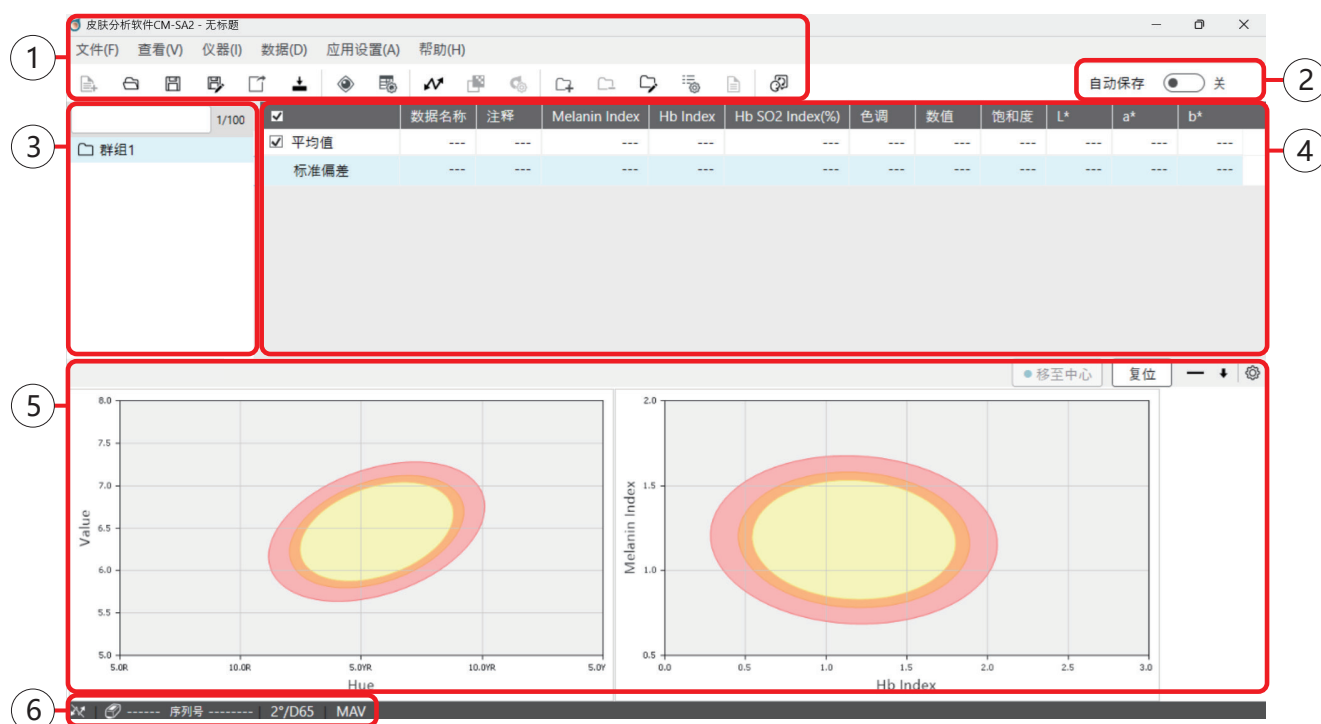 皮肤分析软件CM-SA2 - 无标题
文件(F) 查看(V) 仪器(I) 数据(D) 应用设置(A) 帮助(H)
1
自动保存 关
2
1/100
数据名称 注释 Melanin Index Hb Index Hb SO2 Index(%) 色调 数值 饱和度 L* a* b*
3
群组1
平均值 --- --- --- --- --- --- --- --- --- --- ---
标准偏差 --- --- --- --- --- --- --- --- --- --- ---
4
移至中心 复位
5
8.0
7.5
7.0
6.5
6.0
5.5
5.0
Value
5.0R 10.0R 5.0YR 10.0YR 5.0Y
Hue
2.0
1.5
1.0
0.5
Melanin Index
0.0 0.5 1.0 1.5 2.0 2.5 3.0
Hb Index
6
------ 序列号 -------- 2°/D65 MAV